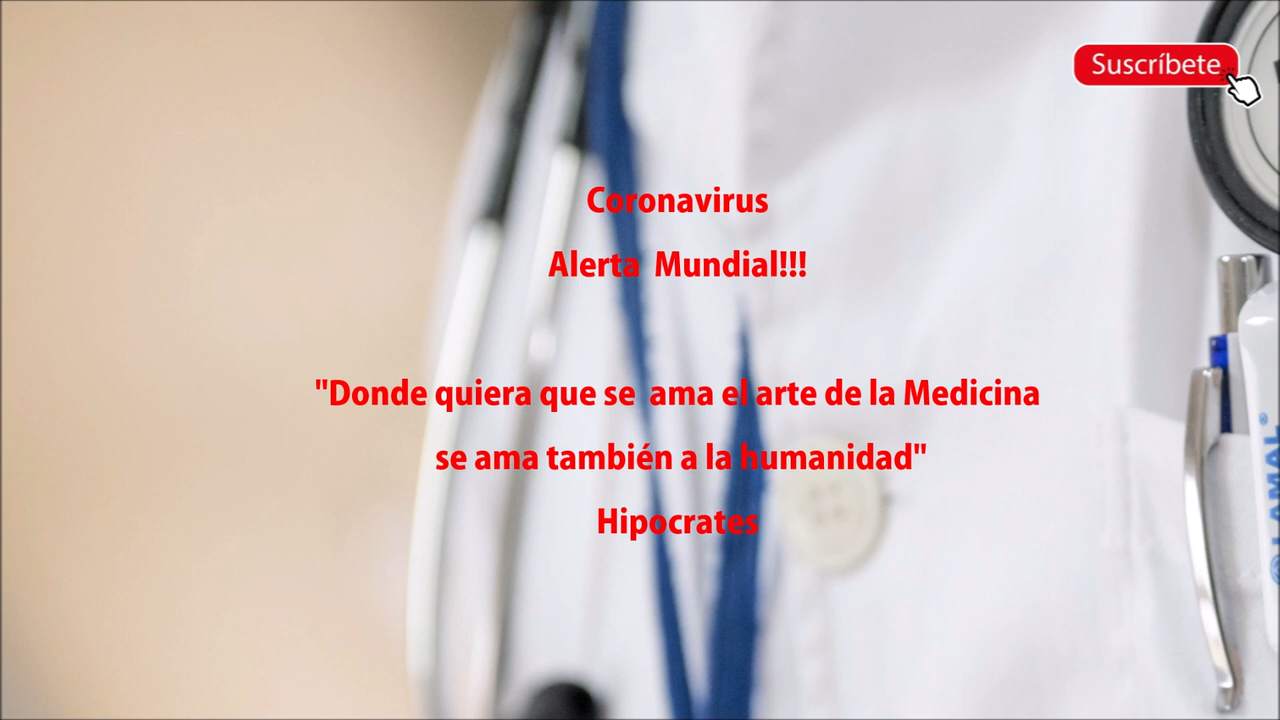 Suscríbete
Coronavirus
Alerta  Mundial!!!
"Donde quiera que se  ama el arte de la Medicina
se ama también a la humanidad"
Hipocrates